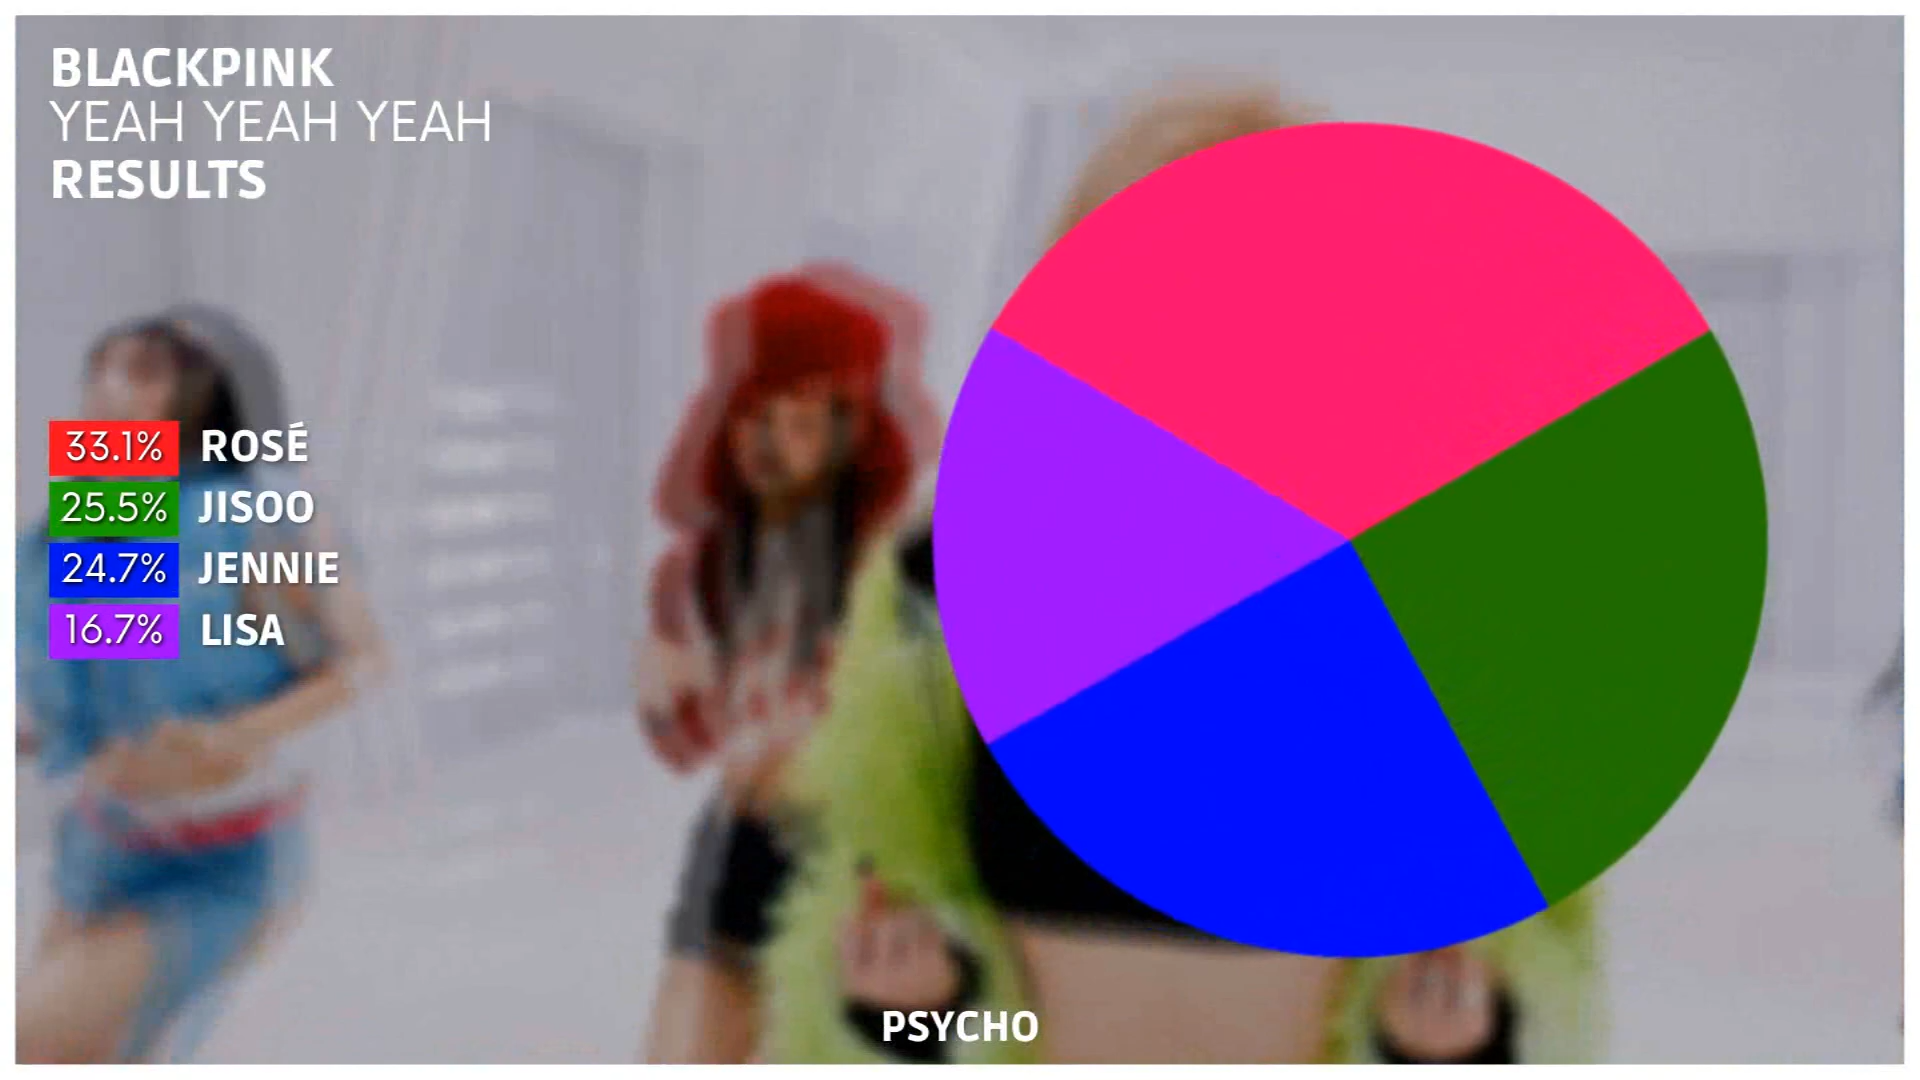 BLACKPINK
YEAH YEAH YEAH
RESULTS
33.1% ROSÉ
25.5% JISOO
24.7% JENNIE
16.7% LISA
PSYCHO